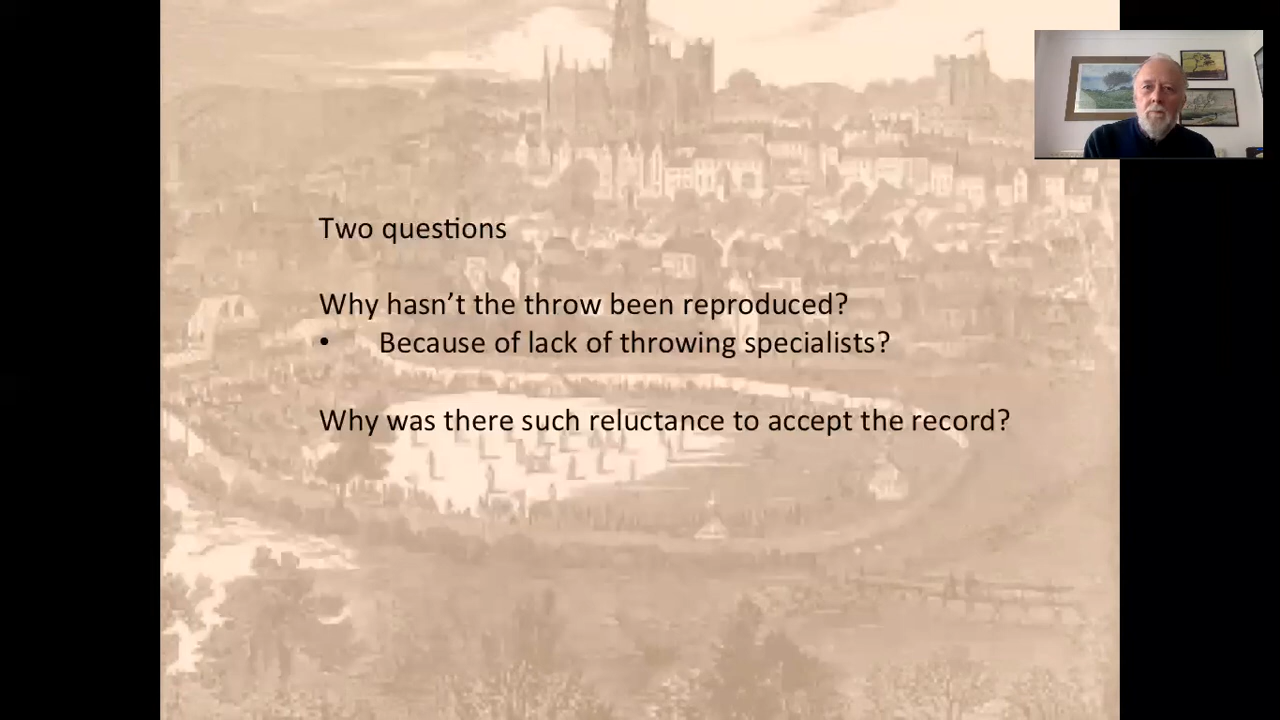 Two questions
Why hasn’t the throw been reproduced?
• Because of lack of throwing specialists?
Why was there such reluctance to accept the record?